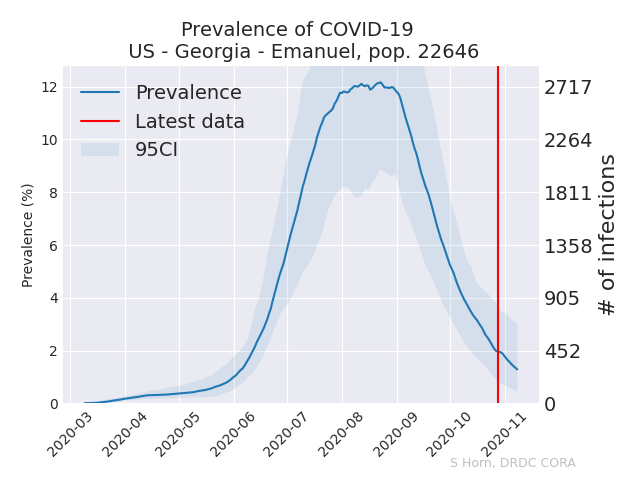 Prevalence of COVID-19
US - Georgia - Emanuel, pop. 22646
Prevalence
Latest data
95CI
Prevalence (%)
12
10
8
6
4
2
0
2717
2264
1811
1358
905
452
0
# of infections
2020-03
2020-04
2020-05
2020-06
2020-07
2020-08
2020-09
2020-10
2020-11
S Horn, DRDC CORA